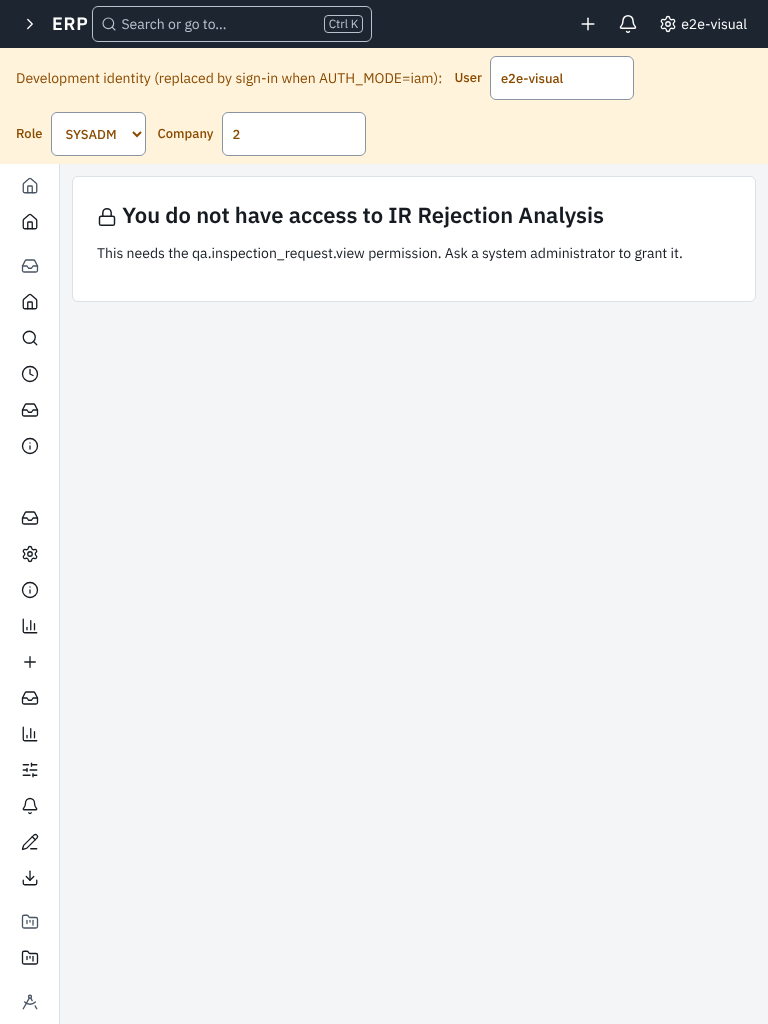 ERP
Search or go to...
Ctrl K
e2e-visual
Development identity (replaced by sign-in when AUTH_MODE=iam):
User
e2e-visual
Role
SYSADM
Company
2
You do not have access to IR Rejection Analysis
This needs the qa.inspection_request.view permission. Ask a system administrator to grant it.